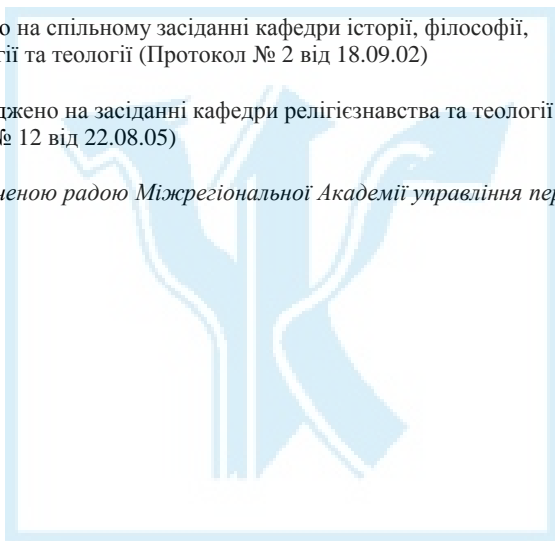 о на спільному засіданні кафедри історії, філософії,
гії та теології (Протокол № 2 від 18.09.02)
джено на засіданні кафедри релігієзнавства та теології
№ 12 від 22.08.05)
ченою радою Міжрегіональної Академії управління пер